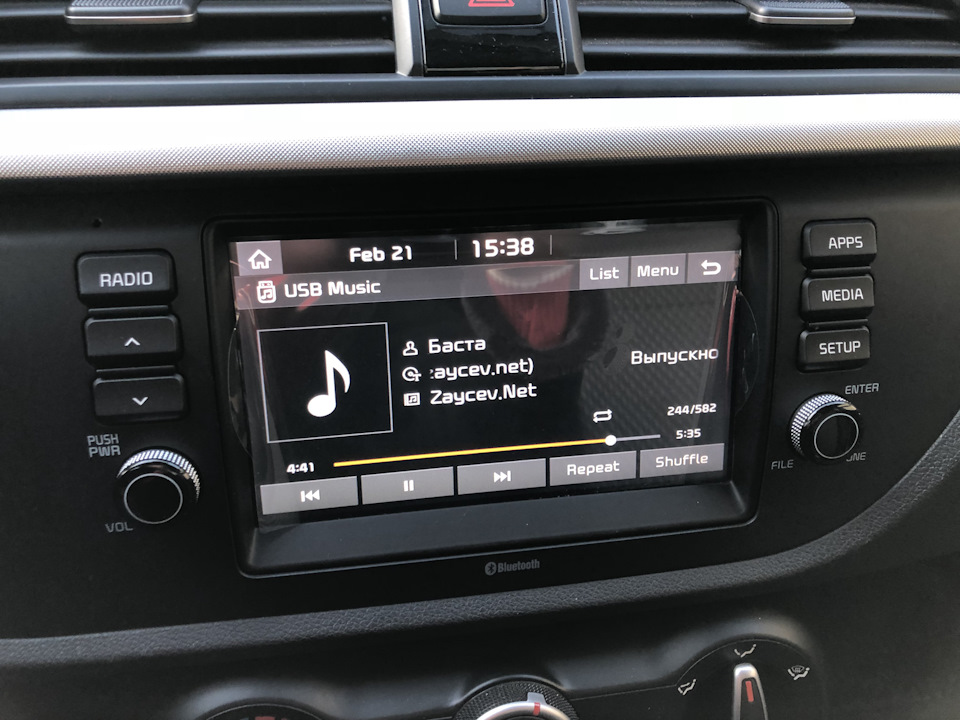 Feb 21 15:38
USB Music List Menu
RADIO
APPS
MEDIA
SETUP
Баста
:aycev.net)
Zaycev.Net
Выпускно
244/582
4:41 5:35
Repeat Shuffle
PUSH
PWR
VOL
ENTER
FILE
Bluetooth